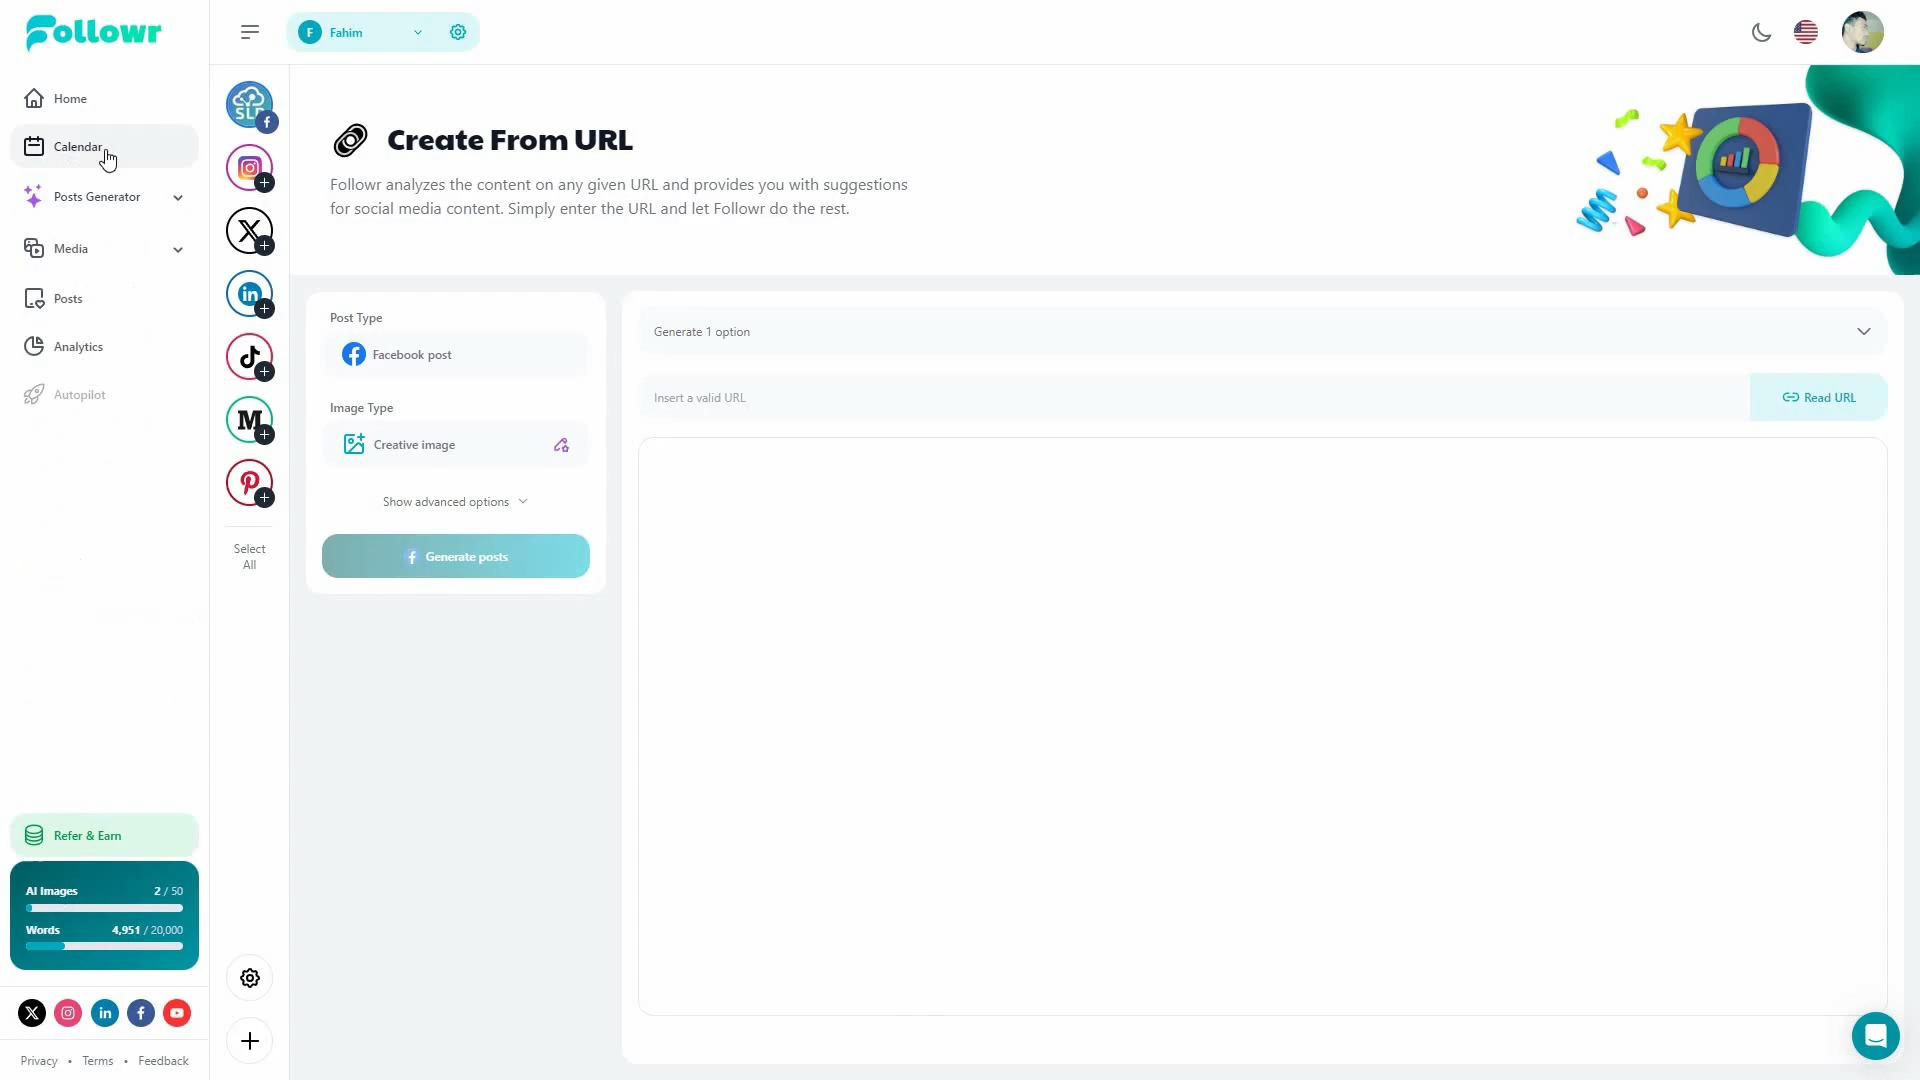 Followr
F Fahim
Home
Calendar
Posts Generator
Media
Posts
Analytics
Autopilot
Refer & Earn
AI Images 2 / 50
Words 4,951 / 20,000
Privacy • Terms • Feedback
SLP
Select
All
Create From URL
Followr analyzes the content on any given URL and provides you with suggestions
for social media content. Simply enter the URL and let Followr do the rest.
Post Type
Facebook post
Image Type
Creative image
Show advanced options
Generate posts
Generate 1 option
Insert a valid URL
Read URL